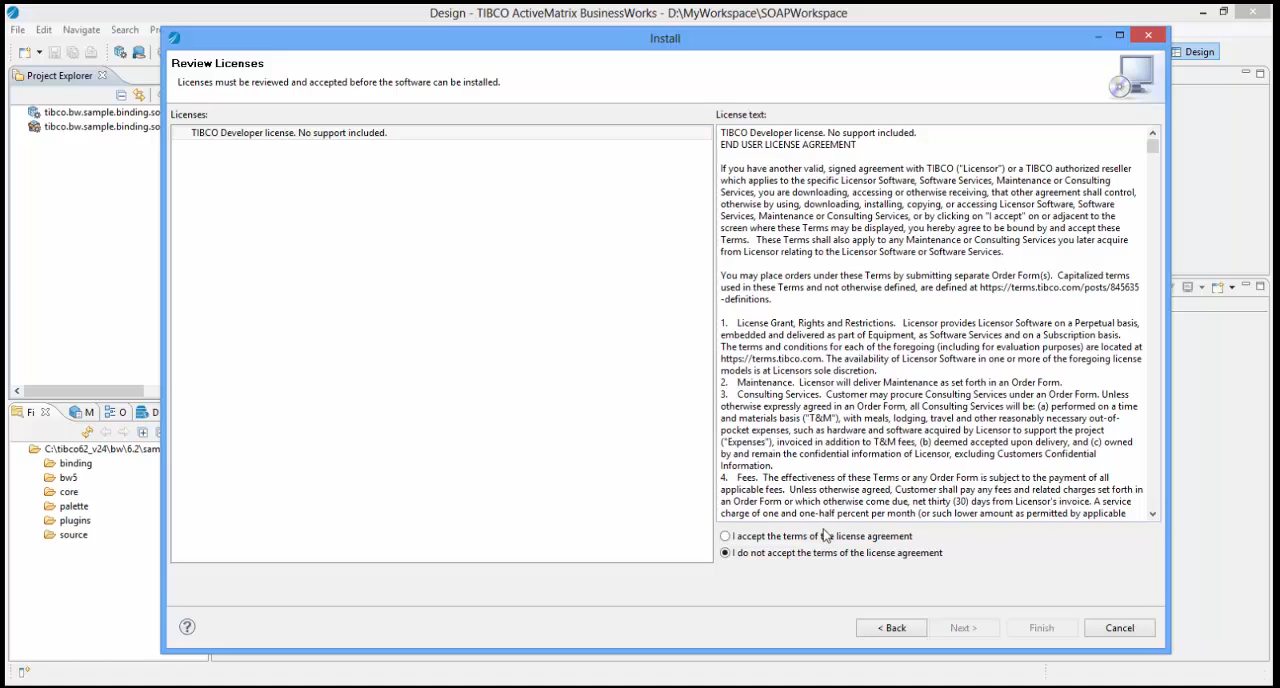 Design - TIBCO ActiveMatrix BusinessWorks - D:\MyWorkspace\SOAPWorkspace
File Edit Navigate Search
Install
Design
Project Explorer
tibco.bw.sample.binding.so
tibco.bw.sample.binding.so
Review Licenses
Licenses must be reviewed and accepted before the software can be installed.
Licenses:
TIBCO Developer license. No support included.
License text:
TIBCO Developer license. No support included.
END USER LICENSE AGREEMENT
If you have another valid, signed agreement with TIBCO ("Licensor") or a TIBCO authorized reseller
which applies to the specific Licensor Software, Software Services, Maintenance or Consulting
Services, you are downloading, accessing or otherwise receiving, that other agreement shall control,
otherwise by using, downloading, installing, copying, or accessing Licensor Software, Software
Services, Maintenance or Consulting Services, or by clicking on "I accept" on or adjacent to the
screen where these Terms may be displayed, you hereby agree to be bound by and accept these
Terms. These Terms shall also apply to any Maintenance or Consulting Services you later acquire
from Licensor relating to the Licensor Software or Software Services.
You may place orders under these Terms by submitting separate Order Form(s). Capitalized terms
used in these Terms and not otherwise defined, are defined at https://terms.tibco.com/posts/845635
-definitions.
1. License Grant, Rights and Restrictions. Licensor provides Licensor Software on a Perpetual basis,
embedded and delivered as part of Equipment, as Software Services and on a Subscription basis.
The terms and conditions for each of the foregoing (including for evaluation purposes) are located at
https://terms.tibco.com. The availability of Licensor Software in one or more of the foregoing license
models is at Licensors sole discretion.
2. Maintenance. Licensor will deliver Maintenance as set forth in an Order Form.
3. Consulting Services. Customer may procure Consulting Services under an Order Form. Unless
otherwise expressly agreed in an Order Form, all Consulting Services will be: (a) performed on a time
and materials basis ("T&M"), with meals, lodging, travel and other reasonably necessary out-of-
pocket expenses, such as hardware and software acquired by Licensor to support the project
("Expenses"), invoiced in addition to T&M fees, (b) deemed accepted upon delivery, and (c) owned
by and remain the confidential information of Licensor, excluding Customers Confidential
Information.
4. Fees. The effectiveness of these Terms or any Order Form is subject to the payment of all
applicable fees. Unless otherwise agreed, Customer shall pay any fees and related charges set forth in
an Order Form or which otherwise come due, net thirty (30) days from Licensor's invoice. A service
charge of one and one-half percent per month (or such lower amount as permitted by applicable
I accept the terms of the license agreement
I do not accept the terms of the license agreement
Fi M O D
C:\tibco62_v24\bw\6.2\sam
binding
bw5
core
palette
plugins
source
< Back Next > Finish Cancel